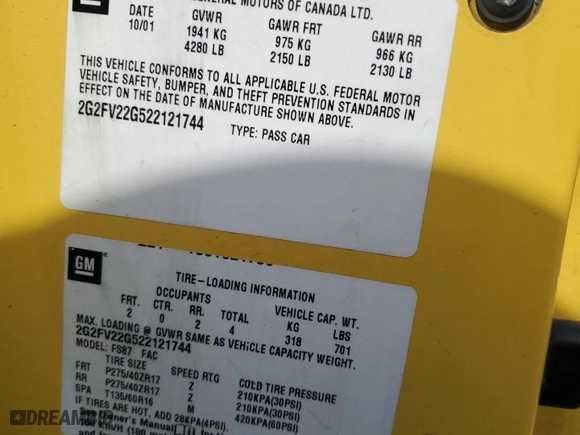 GENERAL MOTORS OF CANADA LTD.
DATE GVWR GAWR FRT GAWR RR
10/01 1941 KG 975 KG 966 KG
4280 LB 2150 LB 2130 LB
THIS VEHICLE CONFORMS TO ALL APPLICABLE U.S. FEDERAL MOTOR
VEHICLE SAFETY, BUMPER, AND THEFT PREVENTION STANDARDS IN
EFFECT ON THE DATE OF MANUFACTURE SHOWN ABOVE.
2G2FV22G522121744 TYPE: PASS CAR
GM
TIRE-LOADING INFORMATION
OCCUPANTS VEHICLE CAP. WT.
FRT. CTR. RR. TOTAL KG LBS
2 0 2 4 318 701
MAX. LOADING @ GVWR SAME AS VEHICLE CAPACITY WEIGHT.
2G2FV22G522121744
MODEL: FS87 FAC
TIRE SIZE SPEED RTG COLD TIRE PRESSURE
FRT P275/40ZR17 Z 210KPA(30PSI)
RR P275/40ZR17 Z 210KPA(30PSI)
SPA T135/60R16 M 420KPA(60PSI)
IF TIRES ARE HOT, ADD 28KPA(4PSI).
Owner's Manual
km/h (100
DREAMBID